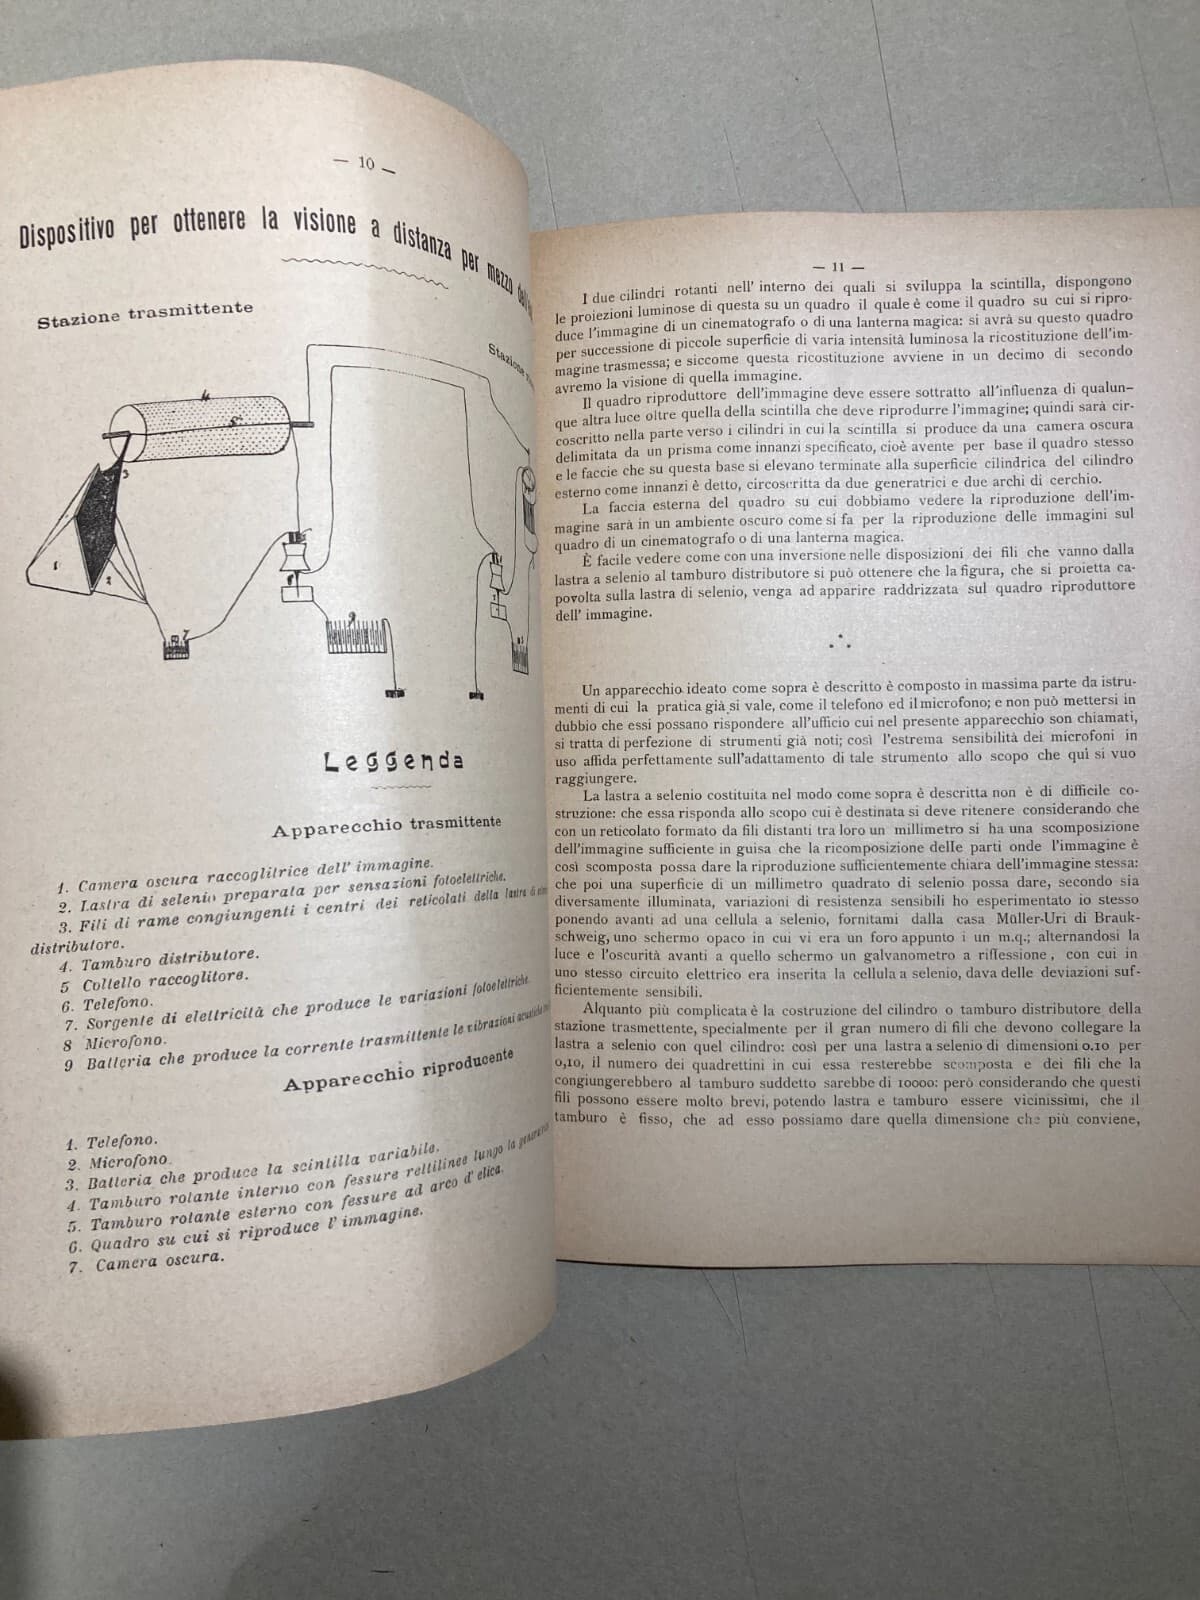 — 10 —
Dispositivo per ottenere la visione a distanza per mezzo
Stazione trasmittente
Stazione
4
5
3
1
2
7
8
6
9
Leggenda
Apparecchio trasmittente
1. Camera oscura raccoglitrice dell' immagine.
2. Lastra di selenio preparata per sensazioni fotoelettriche.
3. Fili di rame congiungenti i centri dei reticolati della lastra di
distributore.
4. Tamburo distributore.
5 Coltello raccoglitore.
6. Telefono.
7. Sorgente di elettricità che produce le variazioni fotoelettriche.
8 Microfono.
9 Batteria che produce la corrente trasmittente le vibrazioni acustiche
Apparecchio riproducente
1. Telefono.
2. Microfono.
3. Batteria che produce la scintilla variabile.
4. Tamburo rotante interno con fessure rettilinee lungo la
5. Tamburo rotante esterno con fessure ad arco d' elica.
6. Quadro su cui si riproduce l' immagine.
7. Camera oscura.
— 11 —
I due cilindri rotanti nell' interno dei quali si sviluppa la scintilla, dispongono
le proiezioni luminose di questa su un quadro il quale è come il quadro su cui si ripro-
duce l'immagine di un cinematografo o di una lanterna magica: si avrà su questo quadro
per successione di piccole superficie di varia intensità luminosa la ricostituzione dell'im-
magine trasmessa; e siccome questa ricostituzione avviene in un decimo di secondo
avremo la visione di quella immagine.
Il quadro riproduttore dell'immagine deve essere sottratto all'influenza di qualun-
que altra luce oltre quella della scintilla che deve riprodurre l'immagine; quindi sarà cir-
coscritto nella parte verso i cilindri in cui la scintilla si produce da una camera oscura
delimitata da un prisma come innanzi specificato, cioè avente per base il quadro stesso
e le faccie che su questa base si elevano terminate alla superficie cilindrica del cilindro
esterno come innanzi è detto, circoscritta da due generatrici e due archi di cerchio.
La faccia esterna del quadro su cui dobbiamo vedere la riproduzione dell'im-
magine sarà in un ambiente oscuro come si fa per la riproduzione delle immagini sul
quadro di un cinematografo o di una lanterna magica.
È facile vedere come con una inversione nelle disposizioni dei fili che vanno dalla
lastra a selenio al tamburo distributore si può ottenere che la figura, che si proietta ca-
povolta sulla lastra di selenio, venga ad apparire raddrizzata sul quadro riproduttore
dell' immagine.
Un apparecchio ideato come sopra è descritto è composto in massima parte da istru-
menti di cui la pratica già si vale, come il telefono ed il microfono; e non può mettersi in
dubbio che essi possano rispondere all'ufficio cui nel presente apparecchio son chiamati,
si tratta di perfezione di strumenti già noti; così l'estrema sensibilità dei microfoni in
uso affida perfettamente sull'adattamento di tale strumento allo scopo che qui si vuo
raggiungere.
La lastra a selenio costituita nel modo come sopra è descritta non è di difficile co-
struzione: che essa risponda allo scopo cui è destinata si deve ritenere considerando che
con un reticolato formato da fili distanti tra loro un millimetro si ha una scomposizione
dell'immagine sufficiente in guisa che la ricomposizione delle parti onde l'immagine è
così scomposta possa dare la riproduzione sufficientemente chiara dell'immagine stessa:
che poi una superficie di un millimetro quadrato di selenio possa dare, secondo sia
diversamente illuminata, variazioni di resistenza sensibili ho esperimentato io stesso
ponendo avanti ad una cellula a selenio, fornitami dalla casa Müller-Uri di Brauk-
schweig, uno schermo opaco in cui vi era un foro appunto i un m.q.; alternandosi la
luce e l'oscurità avanti a quello schermo un galvanometro a riflessione, con cui in
uno stesso circuito elettrico era inserita la cellula a selenio, dava delle deviazioni suf-
ficientemente sensibili.
Alquanto più complicata è la costruzione del cilindro o tamburo distributore della
stazione trasmettente, specialmente per il gran numero di fili che devono collegare la
lastra a selenio con quel cilindro: così per una lastra a selenio di dimensioni 0.10 per
0,10, il numero dei quadrettini in cui essa resterebbe scomposta e dei fili che la
congiungerebbero al tamburo suddetto sarebbe di 10000: però considerando che questi
fili possono essere molto brevi, potendo lastra e tamburo essere vicinissimi, che il
tamburo è fisso, che ad esso possiamo dare quella dimensione che più conviene,